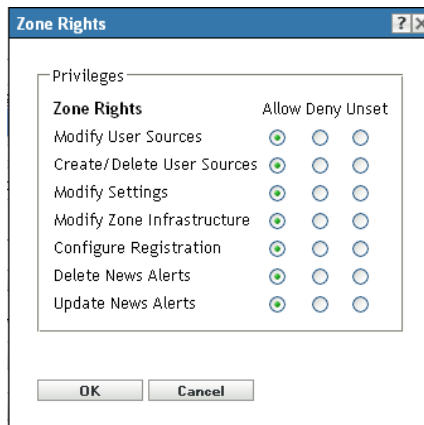 Zone Rights ? X
Privileges
Zone Rights Allow Deny Unset
Modify User Sources
Create/Delete User Sources
Modify Settings
Modify Zone Infrastructure
Configure Registration
Delete News Alerts
Update News Alerts
OK Cancel